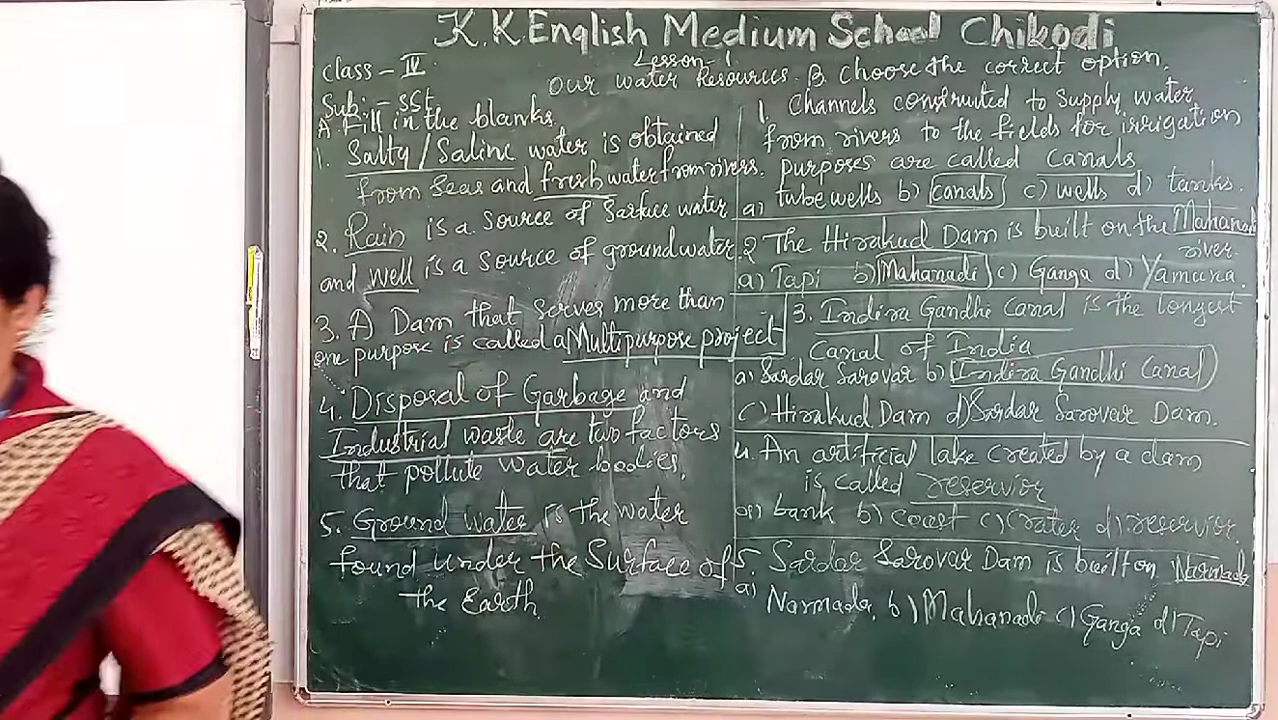 K.K. English Medium School Chikodi
Class - IV
Lesson - 1
Our water Resources.
Sub: - SSt
A. Fill in the blanks.
1. Salty / Saline water is obtained
from Seas and fresh water from rivers.
2. Rain is a source of Surface water
and well is a source of ground water.
3. A) Dam that serves more than
one purpose is called a Multipurpose project
4. Disposal of Garbage and
Industrial waste are two factors
that pollute water bodies.
5. Ground Water is the water
found under the Surface of
the Earth.
B. Choose the correct option.
1. Channels constructed to supply water
from rivers to the fields for irrigation
purposes are called canals
a) tube wells b) canals c) wells d) tanks.
2 The Hirakud Dam is built on the Mahanadi
river.
a) Tapi b) Mahanadi c) Ganga d) Yamuna.
3. Indira Gandhi Canal is the longest
Canal of India
a) Sardar Sarovar b) Indira Gandhi Canal
c) Hirakud Dam d) Sardar Sarovar Dam.
4. An artificial lake created by a dam
is called reservior
a) bank b) Coast c) Crater d) reservior.
5. Sardar Sarovar Dam is built on Narmada
a) Narmada, b) Mahanadi c) Ganga d) Tapi